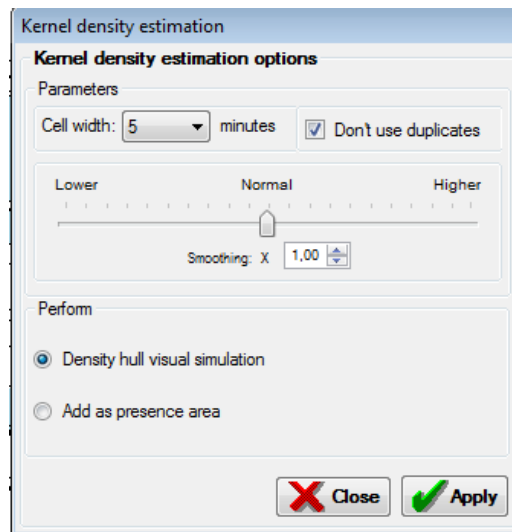 Kernel density estimation
Kernel density estimation options
Parameters
Cell width: 5 minutes Don't use duplicates
Lower Normal Higher
Smoothing: X 1,00
Perform
Density hull visual simulation
Add as presence area
Close Apply